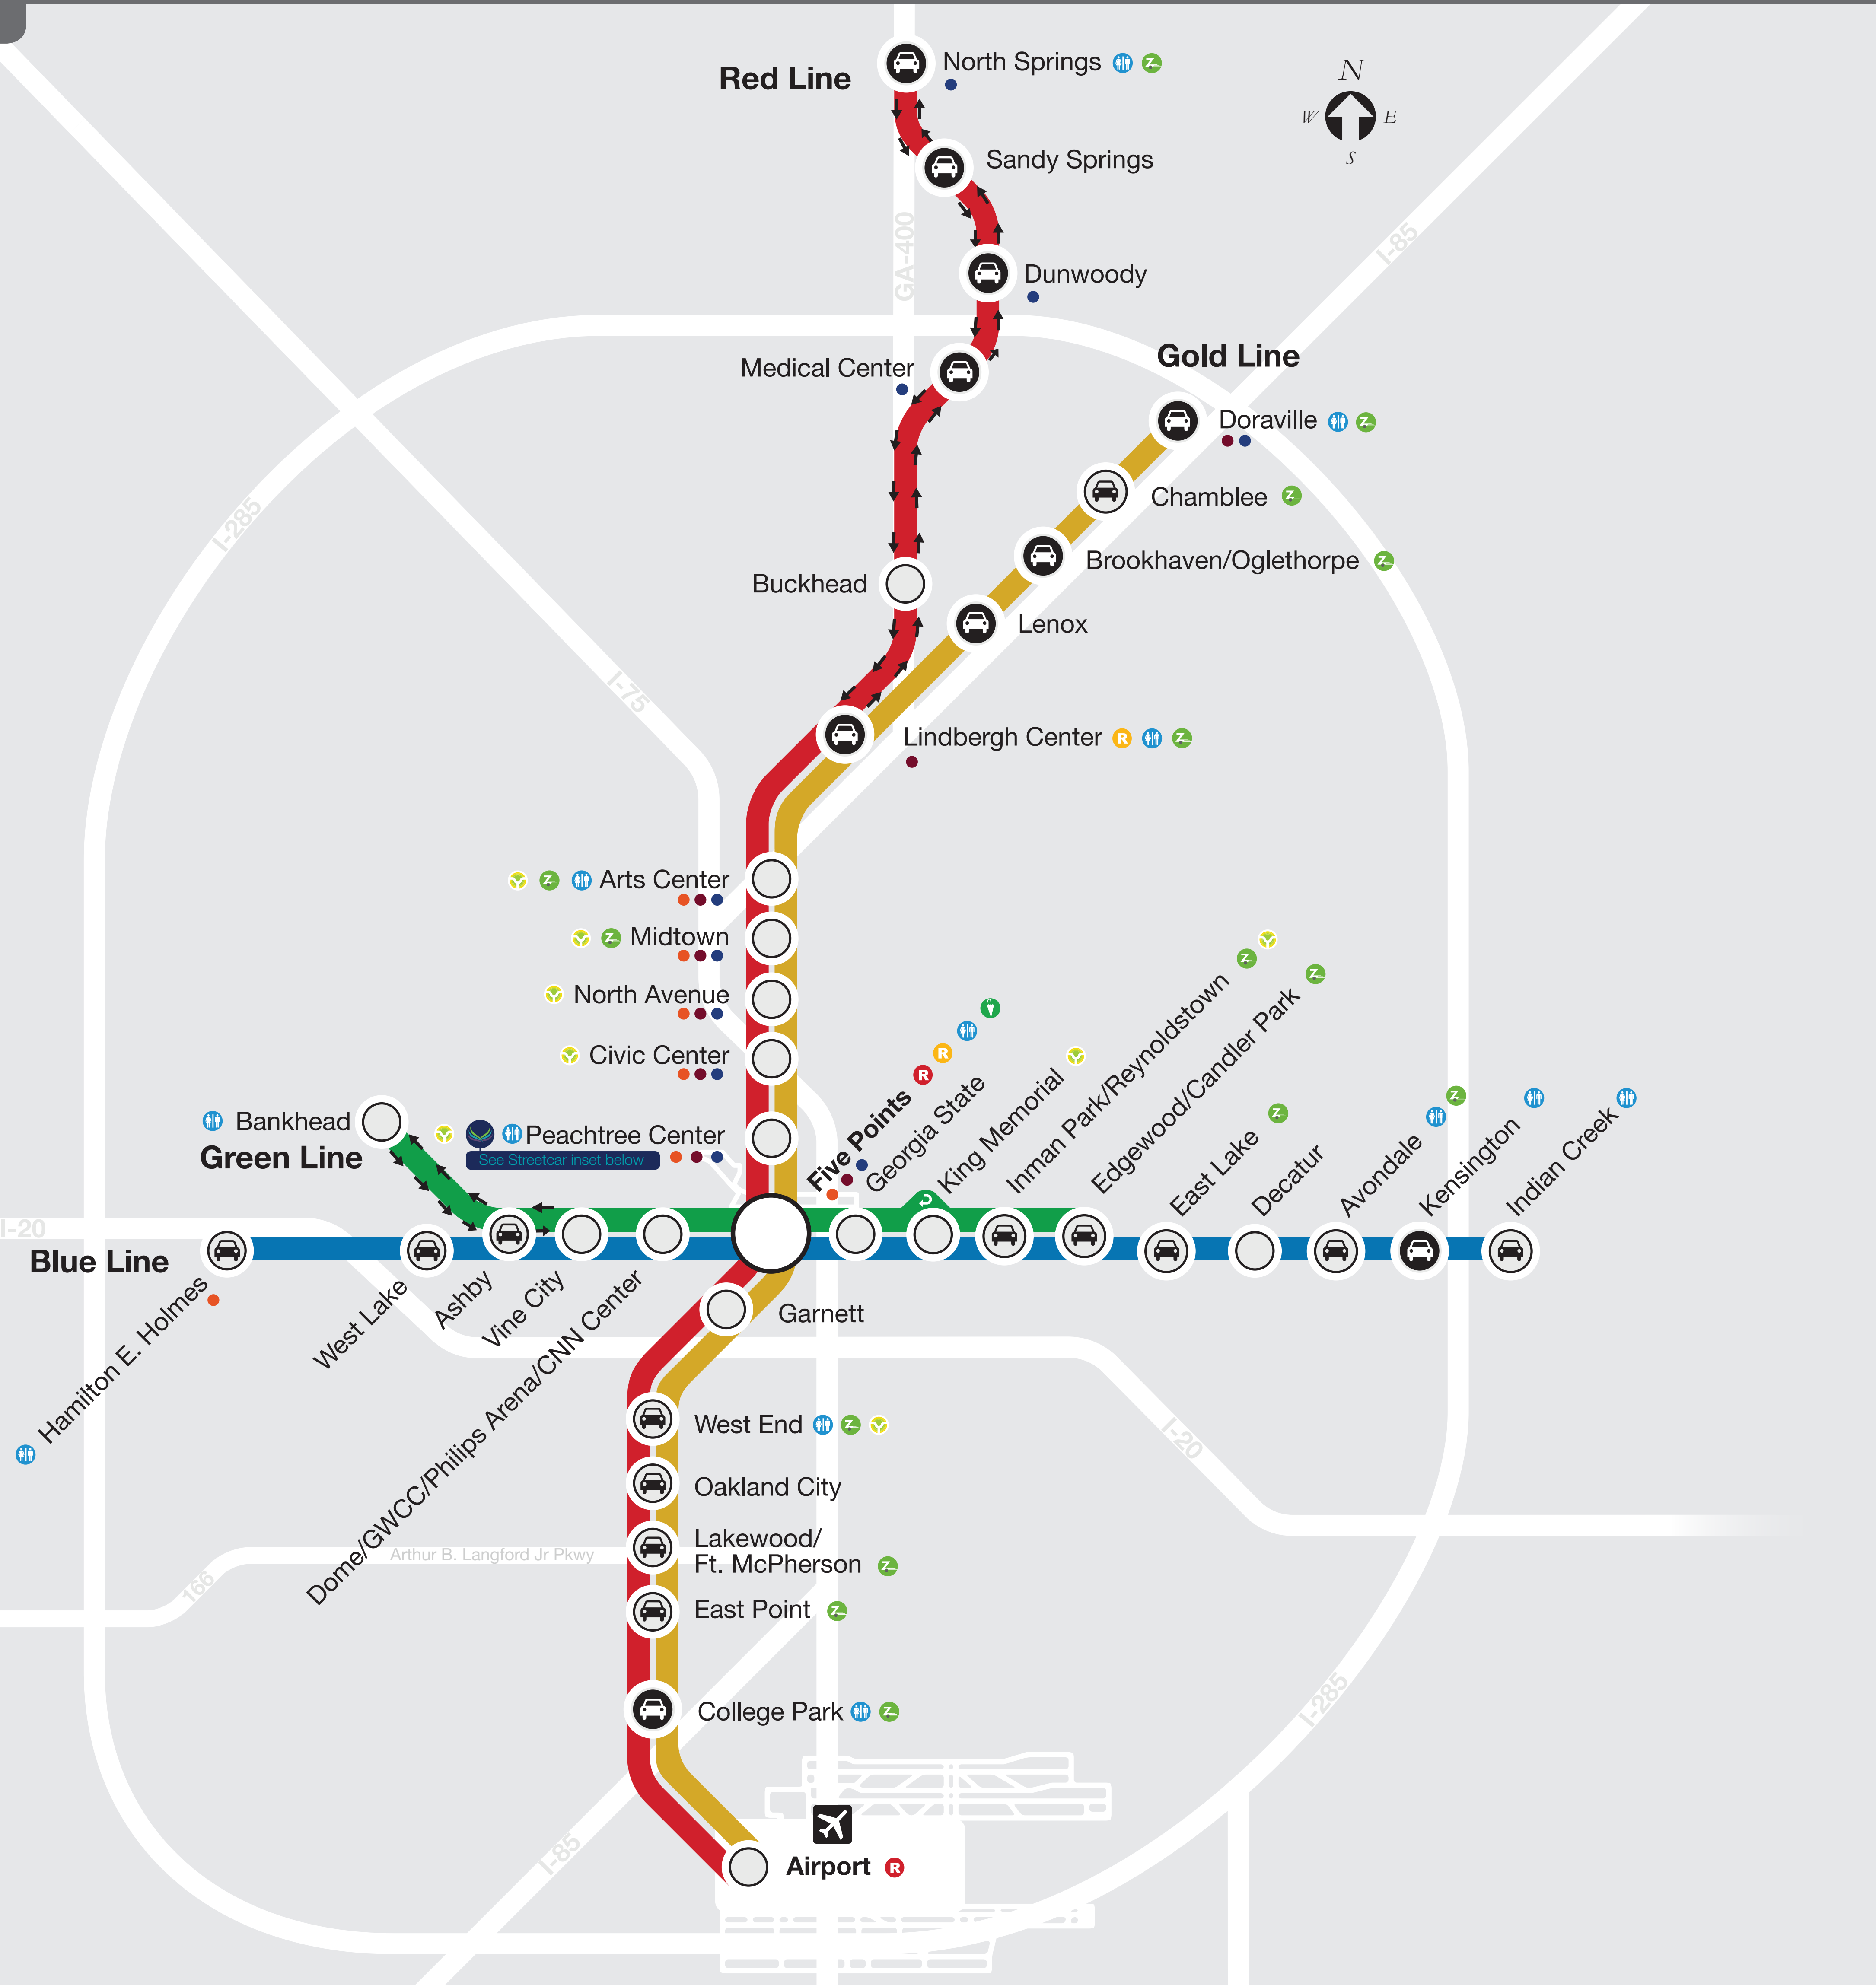 Red Line
North Springs
N
W
E
S
Sandy Springs
GA-400
I-85
Dunwoody
Gold Line
Medical Center
Doraville
Chamblee
I-285
Brookhaven/Oglethorpe
Buckhead
Lenox
I-75
Lindbergh Center
R
Arts Center
Midtown
North Avenue
Civic Center
Bankhead
Green Line
Peachtree Center
See Streetcar inset below
Five Points
R
R
Georgia State
King Memorial
Inman Park/Reynoldstown
Edgewood/Candler Park
East Lake
Decatur
Avondale
Kensington
Indian Creek
I-20
Blue Line
Hamilton E. Holmes
West Lake
Ashby
Vine City
Dome/GWCC/Philips Arena/CNN Center
Garnett
West End
I-20
Oakland City
Lakewood/
Ft. McPherson
Arthur B. Langford Jr Pkwy
166
East Point
College Park
I-285
I-85
Airport
R